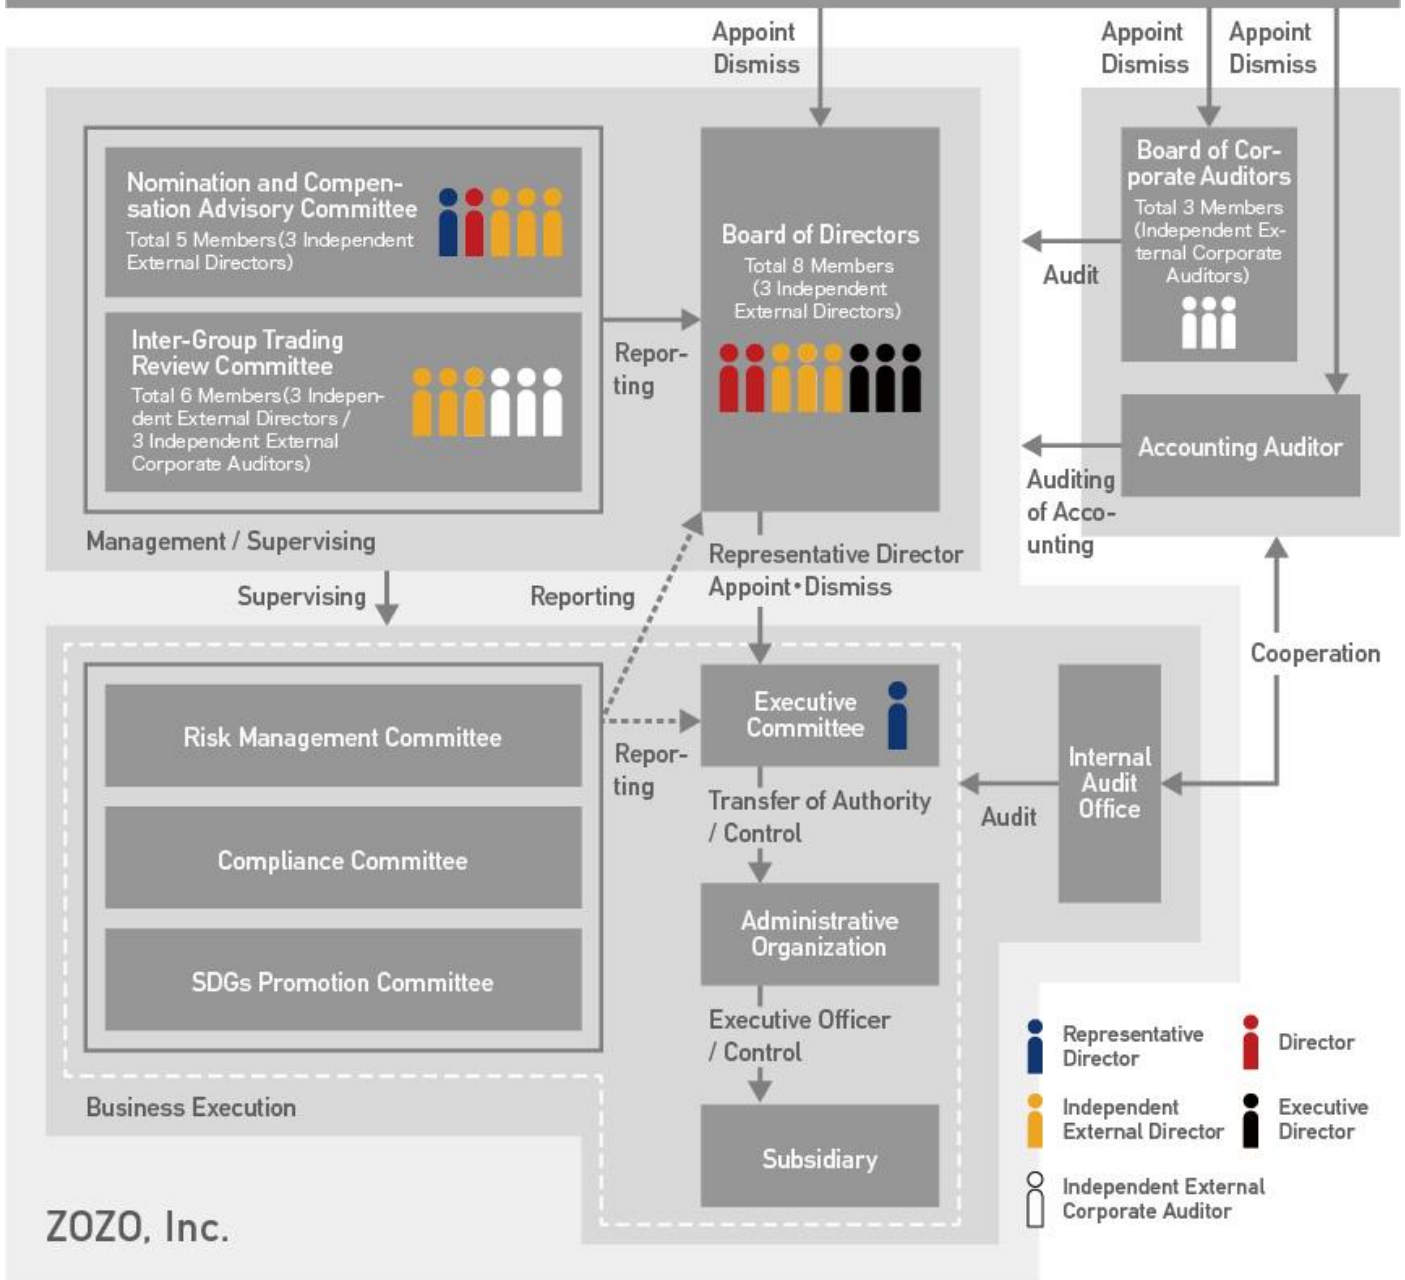 Appoint
Dismiss
Appoint
Dismiss
Appoint
Dismiss
Nomination and Compen-
sation Advisory Committee
Total 5 Members(3 Independent
External Directors)
Inter-Group Trading
Review Committee
Total 6 Members(3 Indepen-
dent External Directors /
3 Independent External
Corporate Auditors)
Repor-
ting
Board of Directors
Total 8 Members
(3 Independent
External Directors)
Board of Cor-
porate Auditors
Total 3 Members
(Independent Ex-
ternal Corporate
Auditors)
Audit
Accounting Auditor
Auditing
of Acco-
unting
Management / Supervising
Supervising
Reporting
Representative Director
Appoint・Dismiss
Cooperation
Risk Management Committee
Compliance Committee
SDGs Promotion Committee
Repor-
ting
Executive
Committee
Transfer of Authority
/ Control
Audit
Internal
Audit
Office
Administrative
Organization
Executive Officer
/ Control
Subsidiary
Business Execution
Representative
Director
Director
Independent
External Director
Executive
Director
Independent External
Corporate Auditor
ZOZO, Inc.